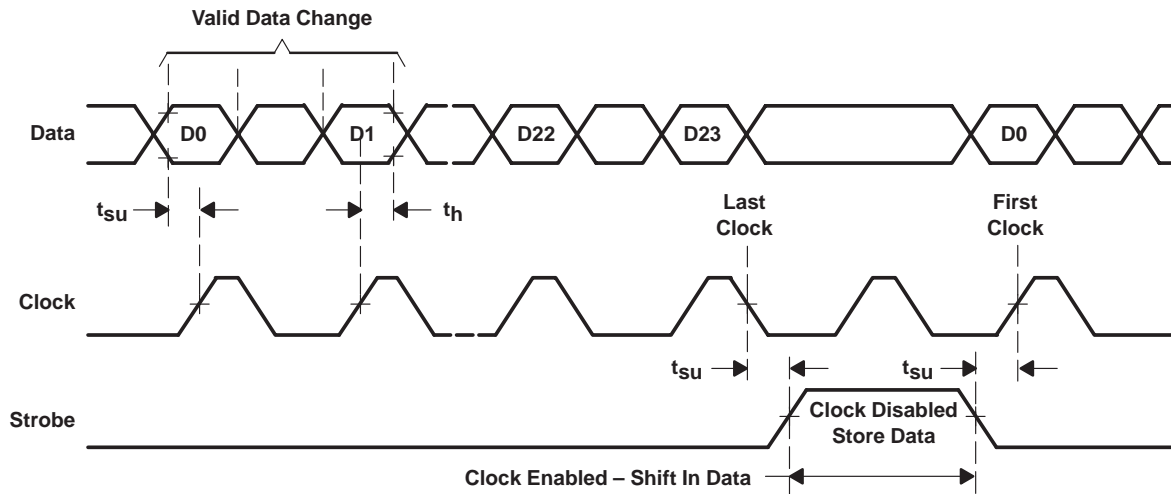 Valid Data Change
Data
D0
D1
D22
D23
D0
tsu
th
Last
Clock
First
Clock
Clock
tsu
tsu
Strobe
Clock Disabled
Store Data
Clock Enabled – Shift In Data